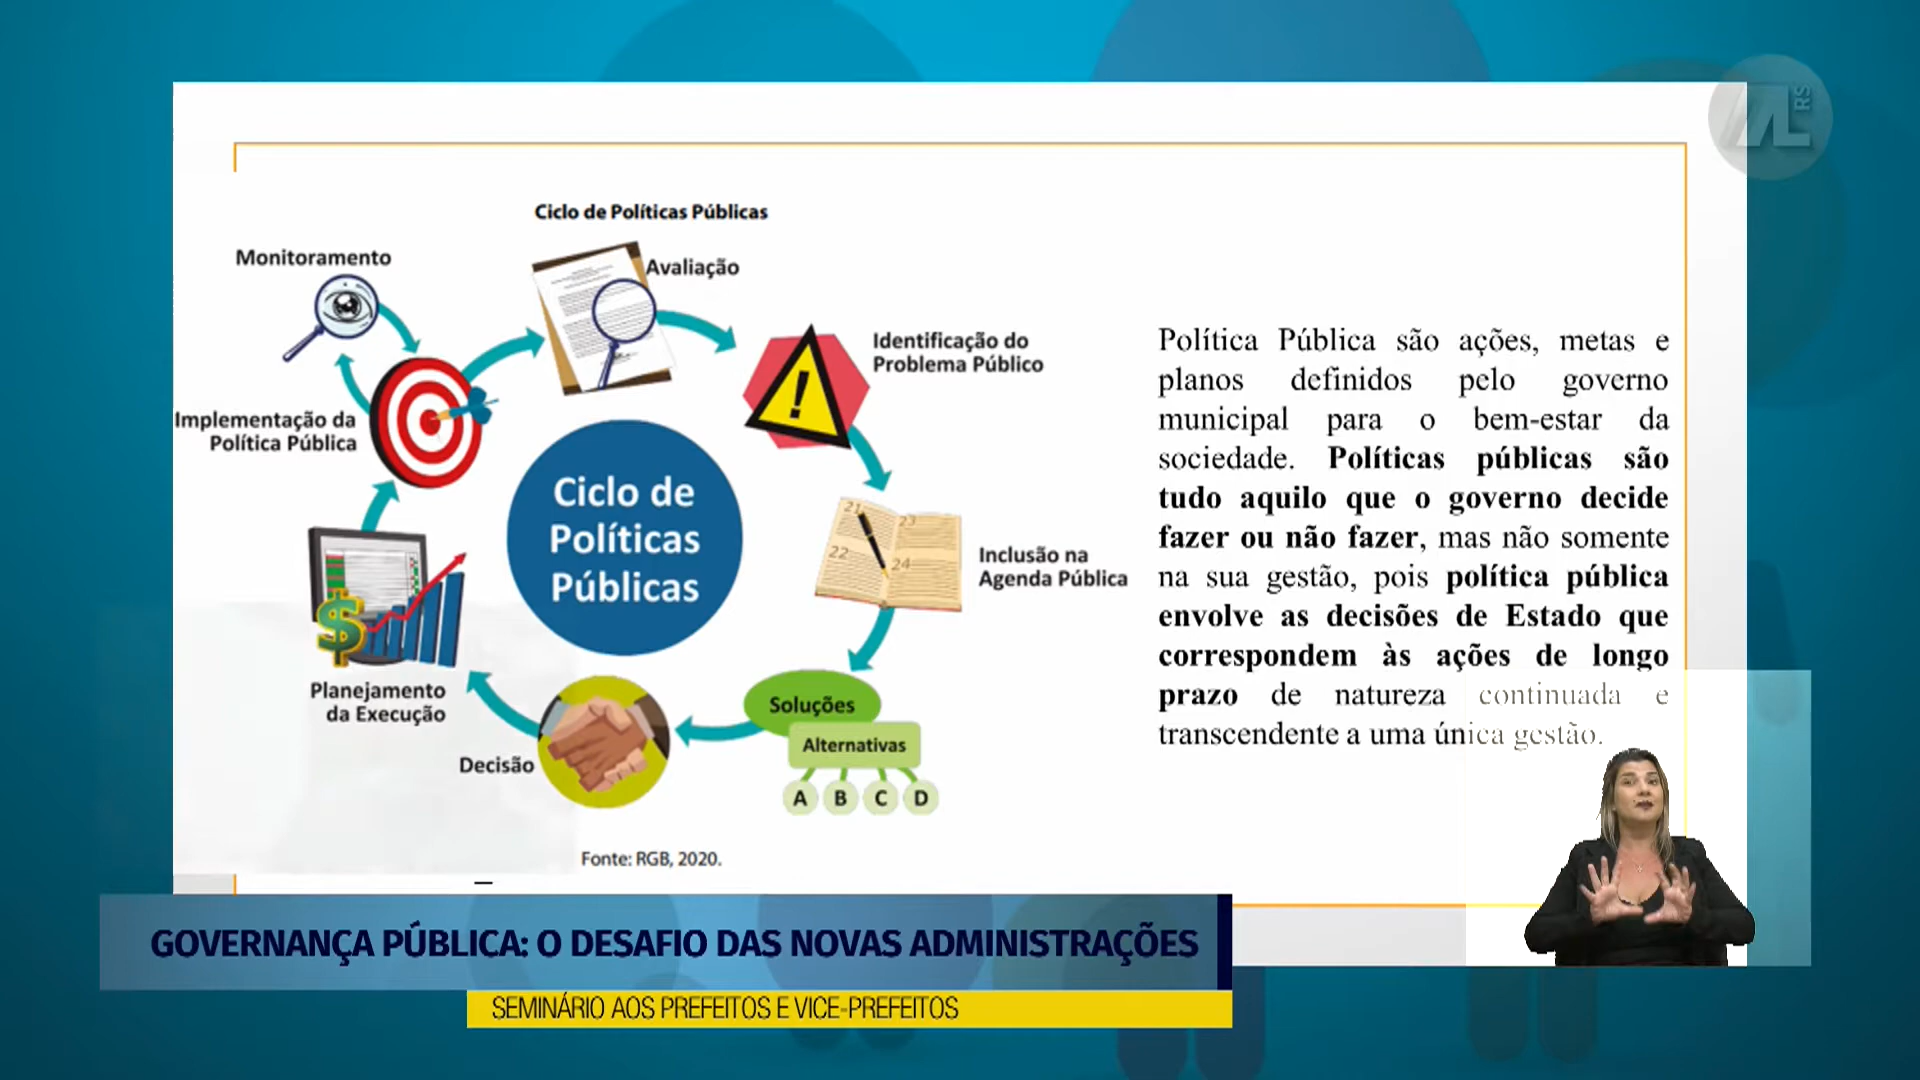 ALRS
Ciclo de Políticas Públicas
Monitoramento
Avaliação
Identificação do
Problema Público
Implementação da
Política Pública
Ciclo de
Políticas
Públicas
21
23
22
24
Inclusão na
Agenda Pública
Planejamento
da Execução
Soluções
Alternativas
Decisão
A B C D
Fonte: RGB, 2020.
Política Pública são ações, metas e
planos definidos pelo governo
municipal para o bem-estar da
sociedade. Políticas públicas são
tudo aquilo que o governo decide
fazer ou não fazer, mas não somente
na sua gestão, pois política pública
envolve as decisões de Estado que
correspondem às ações de longo
prazo de natureza continuada e
transcendente a uma única gestão.
GOVERNANÇA PÚBLICA: O DESAFIO DAS NOVAS ADMINISTRAÇÕES
SEMINÁRIO AOS PREFEITOS E VICE-PREFEITOS